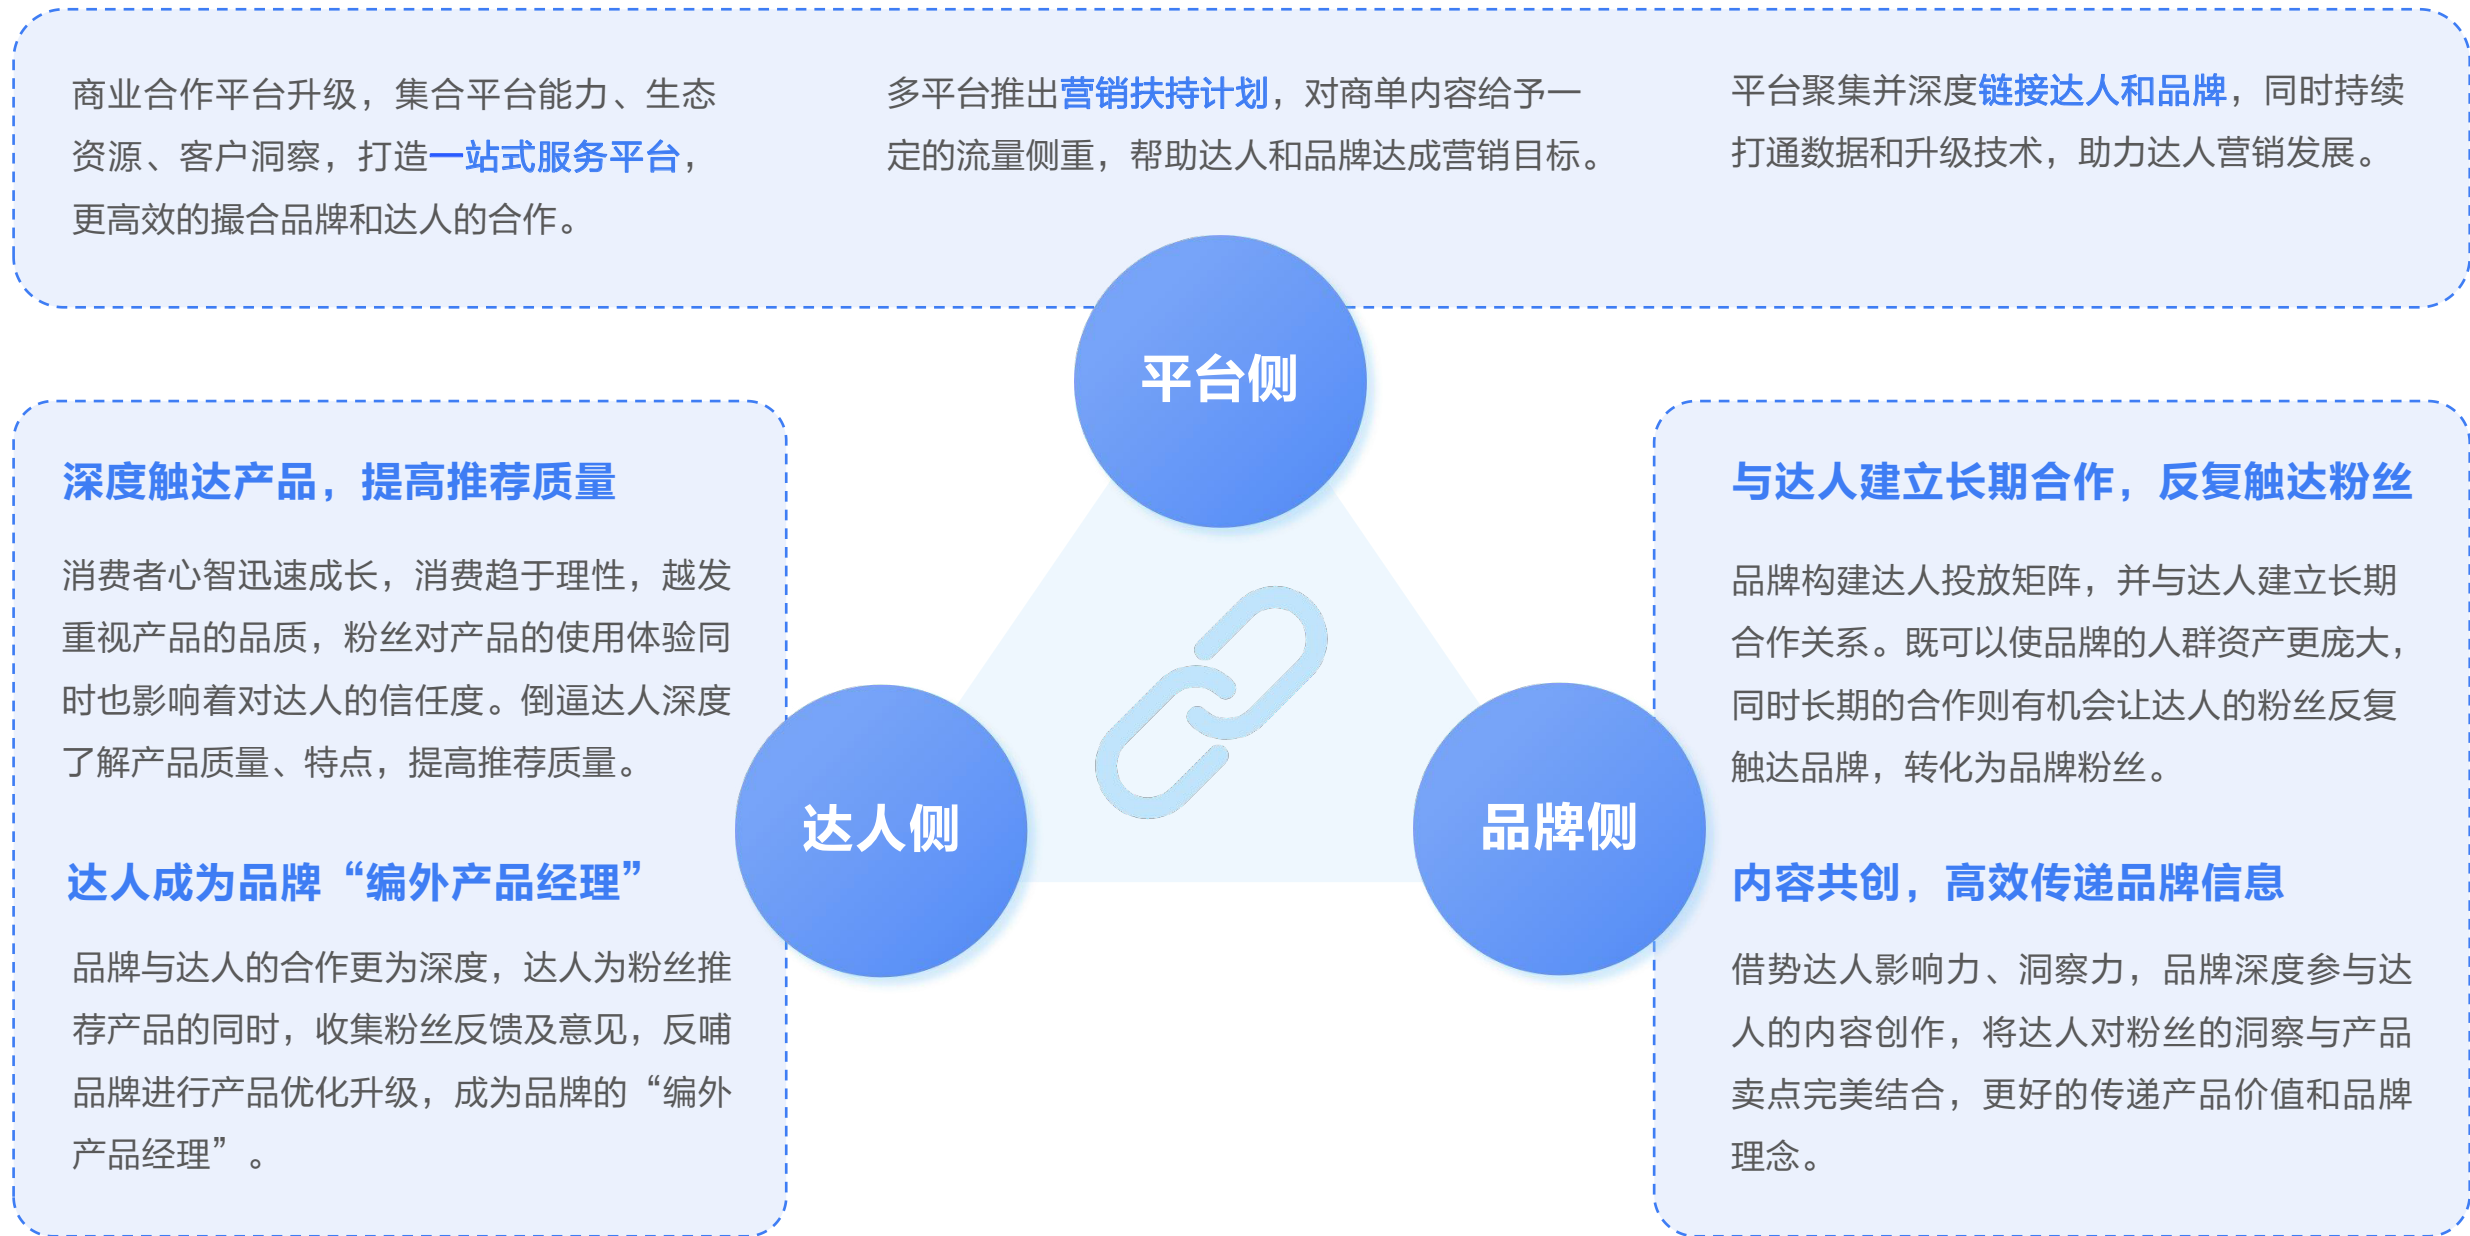 商业合作平台升级，集合平台能力、生态
资源、客户洞察，打造一站式服务平台，
更高效的撮合品牌和达人的合作。
多平台推出营销扶持计划，对商单内容给予一
定的流量侧重，帮助达人和品牌达成营销目标。
平台聚集并深度链接达人和品牌，同时持续
打通数据和升级技术，助力达人营销发展。
平台侧
深度触达产品，提高推荐质量
消费者心智迅速成长，消费趋于理性，越发
重视产品的品质，粉丝对产品的使用体验同
时也影响着对达人的信任度。倒逼达人深度
了解产品质量、特点，提高推荐质量。
达人成为品牌“编外产品经理”
品牌与达人的合作更为深度，达人为粉丝推
荐产品的同时，收集粉丝反馈及意见，反哺
品牌进行产品优化升级，成为品牌的“编外
产品经理”。
达人侧
品牌侧
与达人建立长期合作，反复触达粉丝
品牌构建达人投放矩阵，并与达人建立长期
合作关系。既可以使品牌的人群资产更庞大，
同时长期的合作则有机会让达人的粉丝反复
触达品牌，转化为品牌粉丝。
内容共创，高效传递品牌信息
借势达人影响力、洞察力，品牌深度参与达
人的内容创作，将达人对粉丝的洞察与产品
卖点完美结合，更好的传递产品价值和品牌
理念。